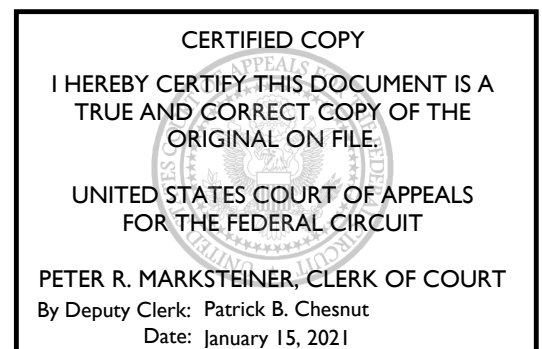 CERTIFIED COPY
I HEREBY CERTIFY THIS DOCUMENT IS A
TRUE AND CORRECT COPY OF THE
ORIGINAL ON FILE.
UNITED STATES COURT OF APPEALS
FOR THE FEDERAL CIRCUIT
PETER R. MARKSTEINER, CLERK OF COURT
By Deputy Clerk: Patrick B. Chesnut
Date: January 15, 2021